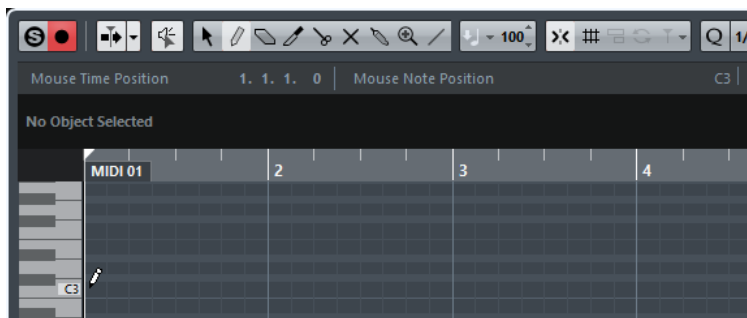 S 100 Q 1/
Mouse Time Position 1. 1. 1. 0 Mouse Note Position C3
No Object Selected
MIDI 01 2 3 4
C3